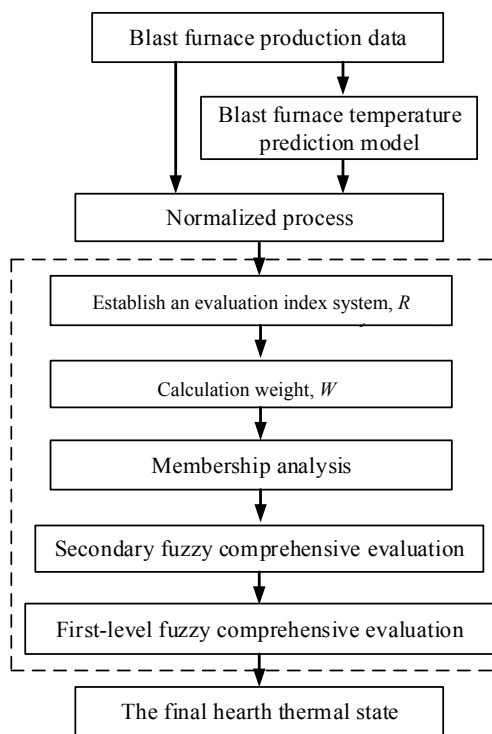 Blast furnace production data
Blast furnace temperature
prediction model
Normalized process
Establish an evaluation index system, R
Calculation weight, W
Membership analysis
Secondary fuzzy comprehensive evaluation
First-level fuzzy comprehensive evaluation
The final hearth thermal state